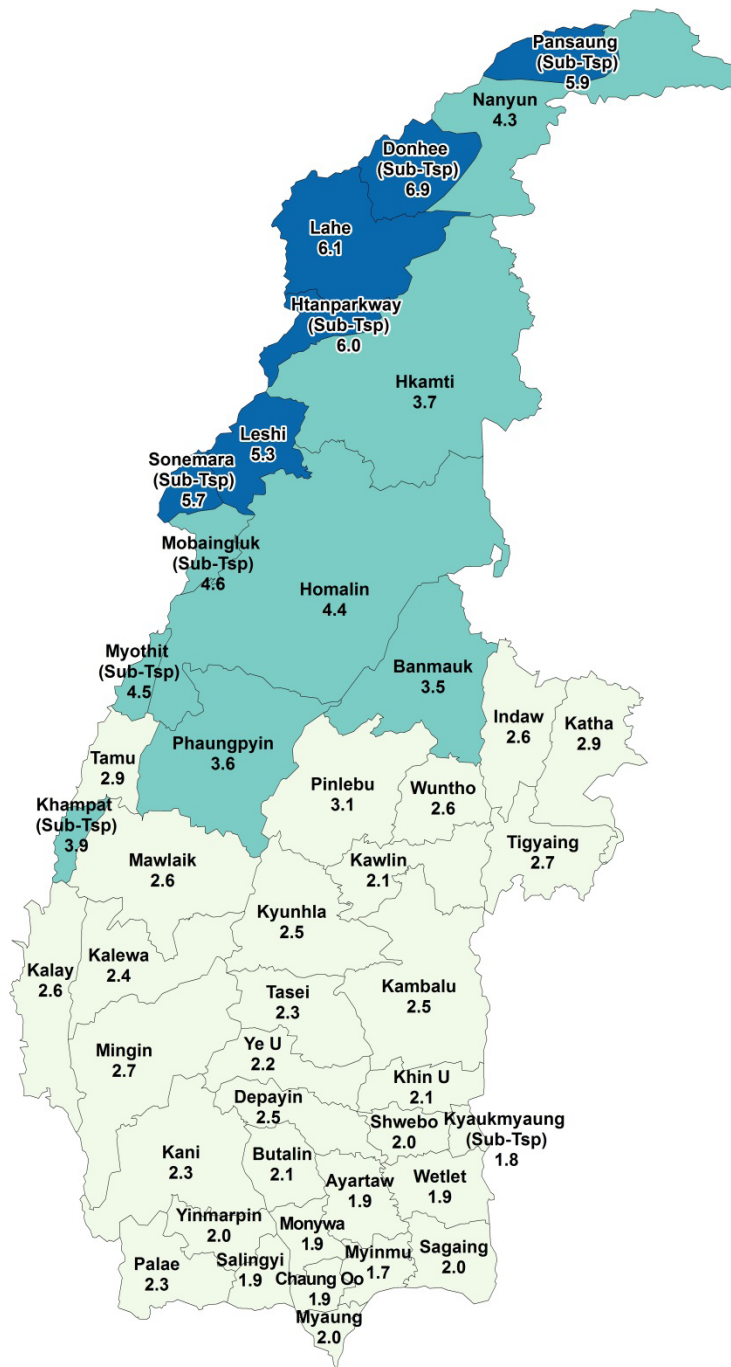 Pansaung
(Sub-Tsp)
5.9
Nanyun
4.3
Donhee
(Sub-Tsp)
6.9
Lahe
6.1
Htanparkway
(Sub-Tsp)
6.0
Hkamti
3.7
Leshi
5.3
Sonemara
(Sub-Tsp)
5.7
Mobaingluk
(Sub-Tsp)
4.6
Homalin
4.4
Myothit
(Sub-Tsp)
4.5
Banmauk
3.5
Indaw
2.6
Katha
2.9
Tamu
2.9
Phaungpyin
3.6
Pinlebu
3.1
Wuntho
2.6
Khampat
(Sub-Tsp)
3.9
Tigyaing
2.7
Mawlaik
2.6
Kawlin
2.1
Kyunhla
2.5
Kalewa
2.4
Kalay
2.6
Tasei
2.3
Kambalu
2.5
Mingin
2.7
Ye U
2.2
Khin U
2.1
Depayin
2.5
Shwebo
2.0
Kyaukmyaung
(Sub-Tsp)
1.8
Kani
2.3
Butalin
2.1
Ayartaw
1.9
Wetlet
1.9
Yinmarpin
2.0
Monywa
1.9
Sagaing
2.0
Myinmu
1.7
Palae
2.3
Salingyi
1.9
Chaung Oo
1.9
Myaung
2.0